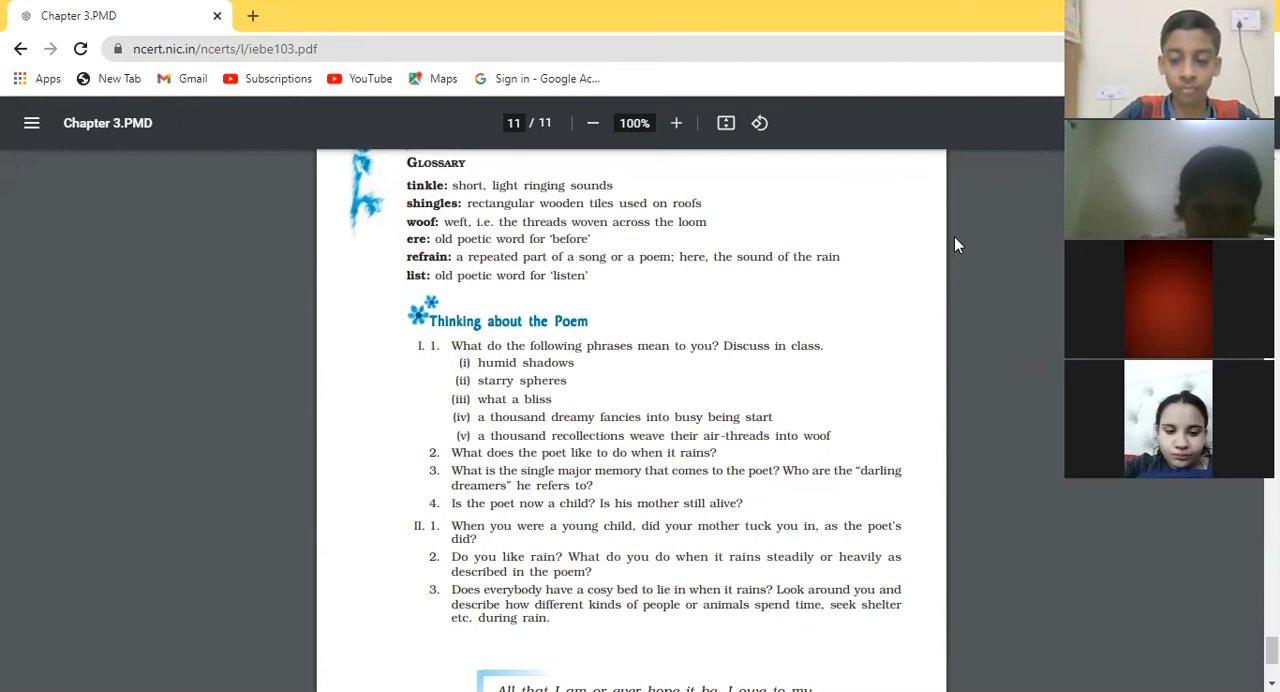 Chapter 3.PMD
ncert.nic.in/ncerts/l/iebe103.pdf
Apps New Tab Gmail Subscriptions YouTube Maps Sign in - Google Ac...
Chapter 3.PMD 11 / 11 100%
GLOSSARY
tinkle: short, light ringing sounds
shingles: rectangular wooden tiles used on roofs
woof: weft, i.e. the threads woven across the loom
ere: old poetic word for ‘before’
refrain: a repeated part of a song or a poem; here, the sound of the rain
list: old poetic word for ‘listen’
Thinking about the Poem
I. 1. What do the following phrases mean to you? Discuss in class.
(i) humid shadows
(ii) starry spheres
(iii) what a bliss
(iv) a thousand dreamy fancies into busy being start
(v) a thousand recollections weave their air-threads into woof
2. What does the poet like to do when it rains?
3. What is the single major memory that comes to the poet? Who are the “darling
dreamers” he refers to?
4. Is the poet now a child? Is his mother still alive?
II. 1. When you were a young child, did your mother tuck you in, as the poet's
did?
2. Do you like rain? What do you do when it rains steadily or heavily as
described in the poem?
3. Does everybody have a cosy bed to lie in when it rains? Look around you and
describe how different kinds of people or animals spend time, seek shelter
etc. during rain.
All that I am or ever hope it be, I owe to my